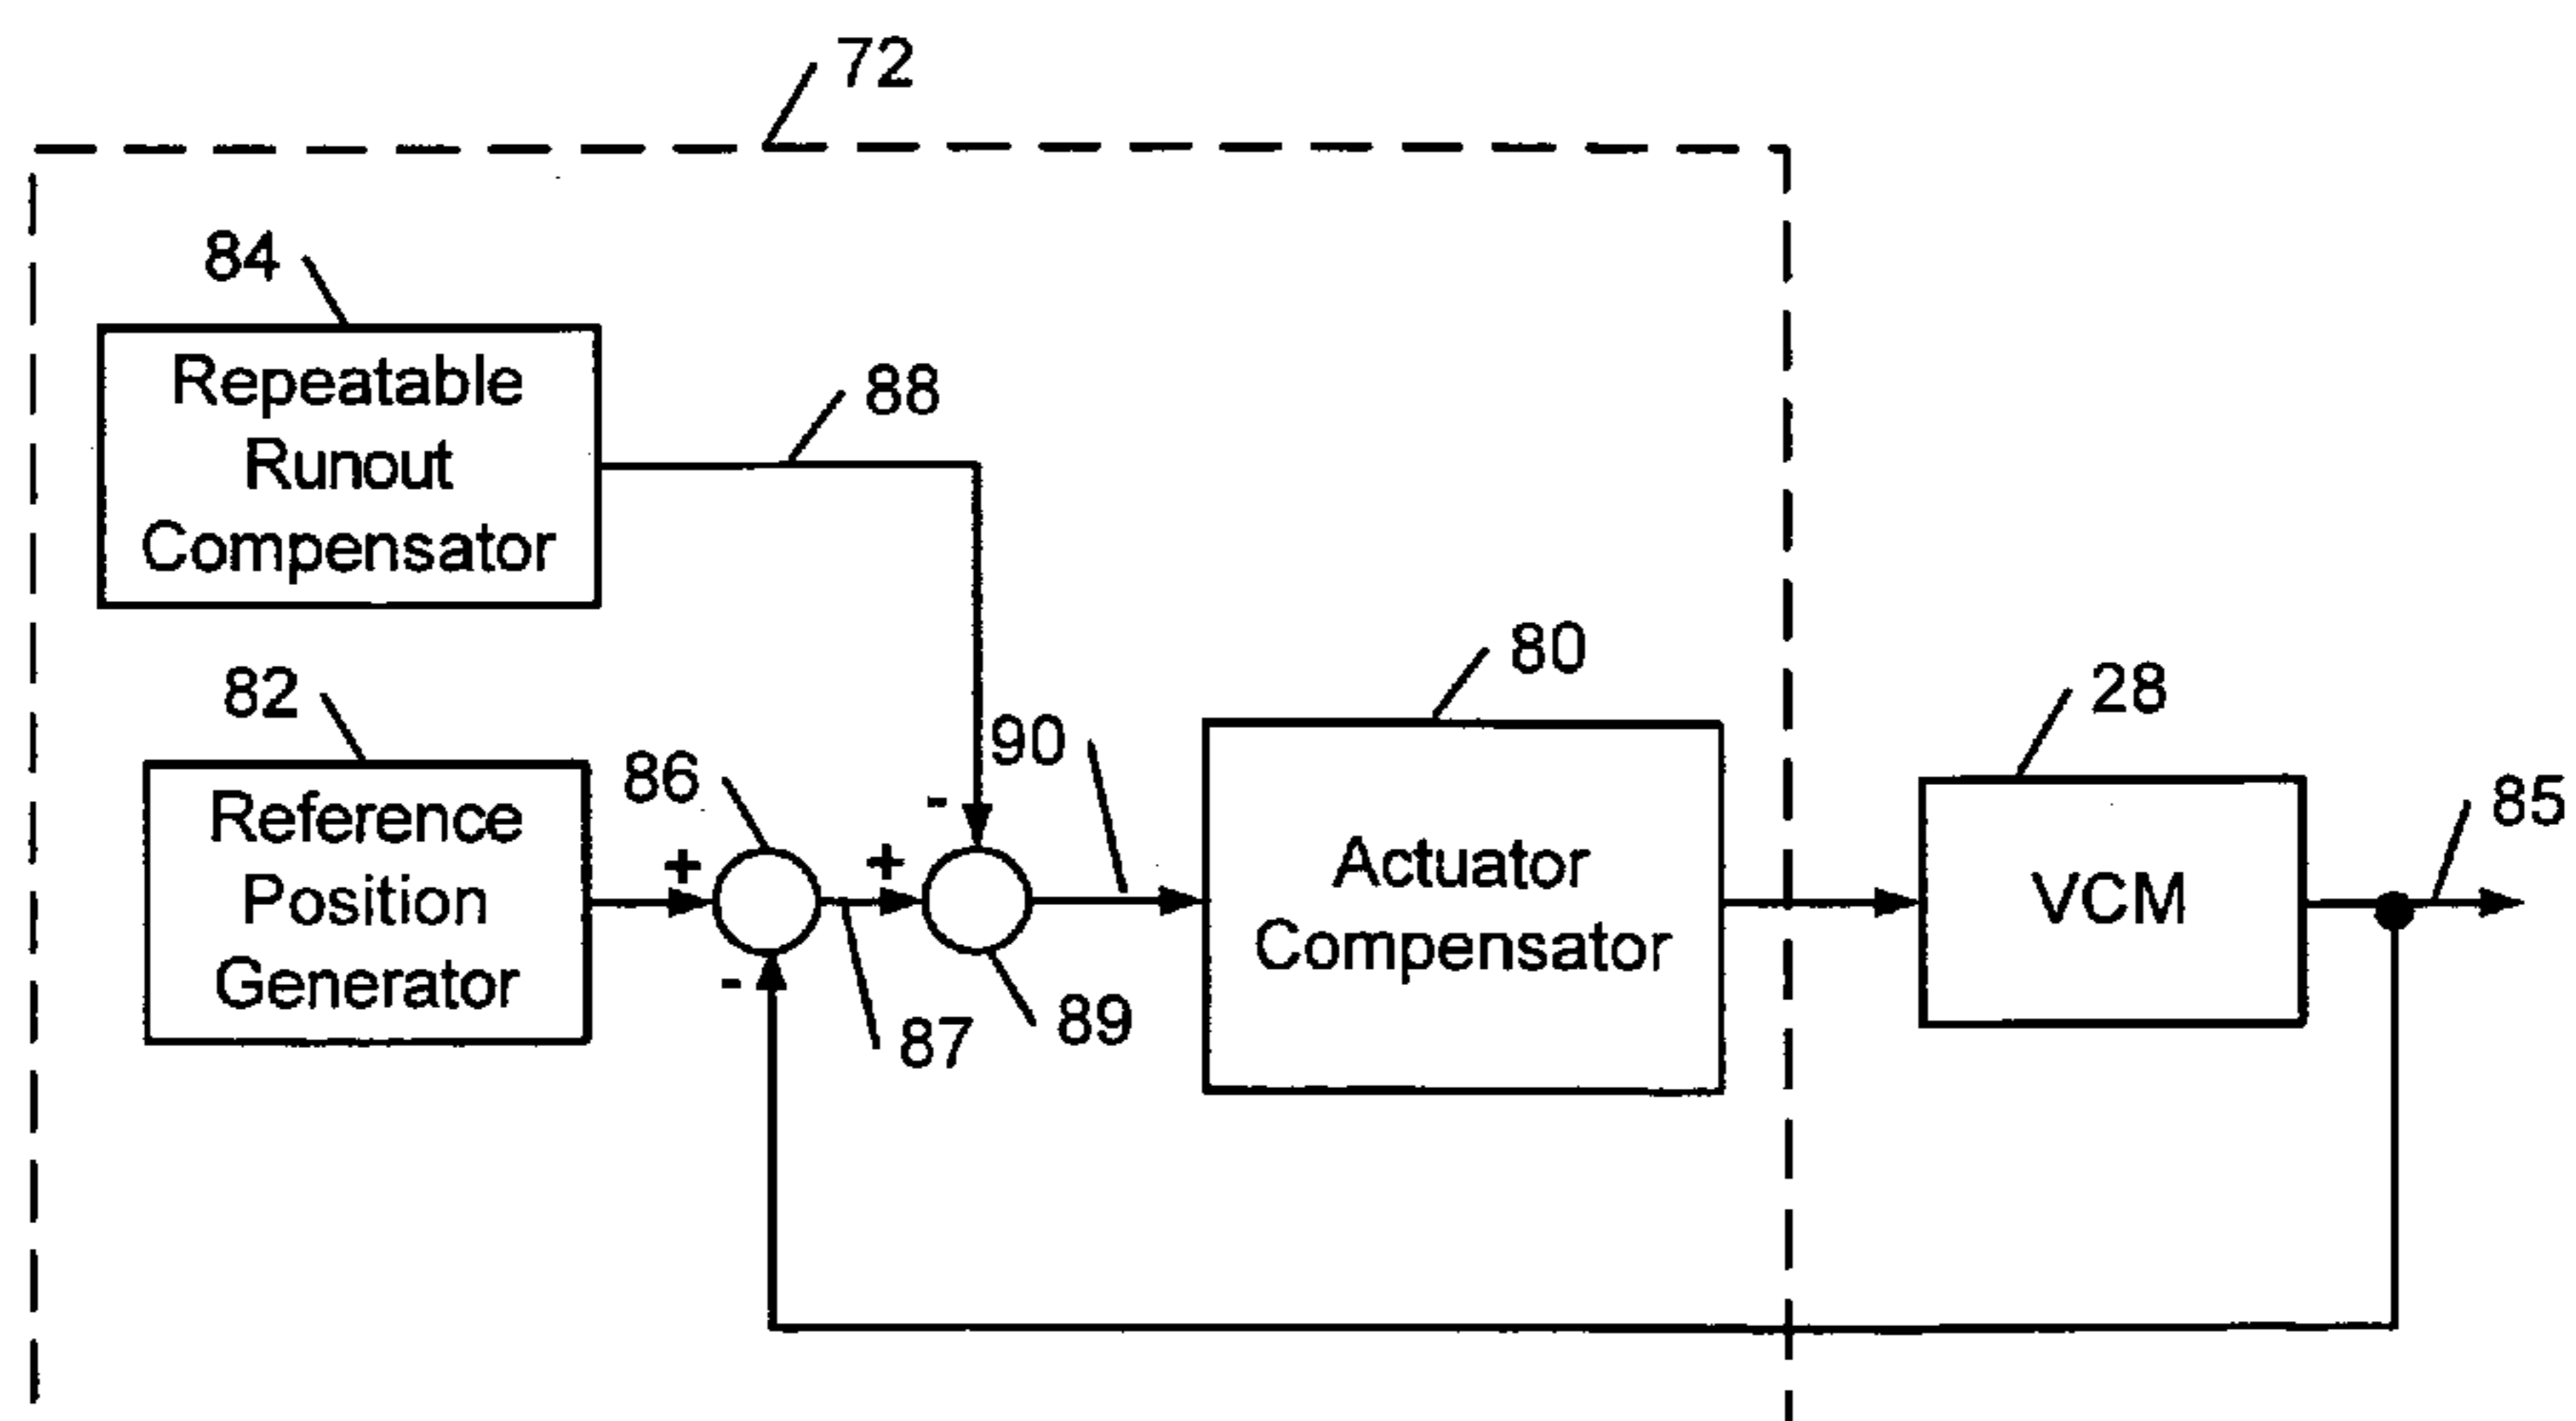 72
84
Repeatable
Runout
Compensator
88
82
Reference
Position
Generator
86
+
-
87
+
-
89
90
80
Actuator
Compensator
28
VCM
85